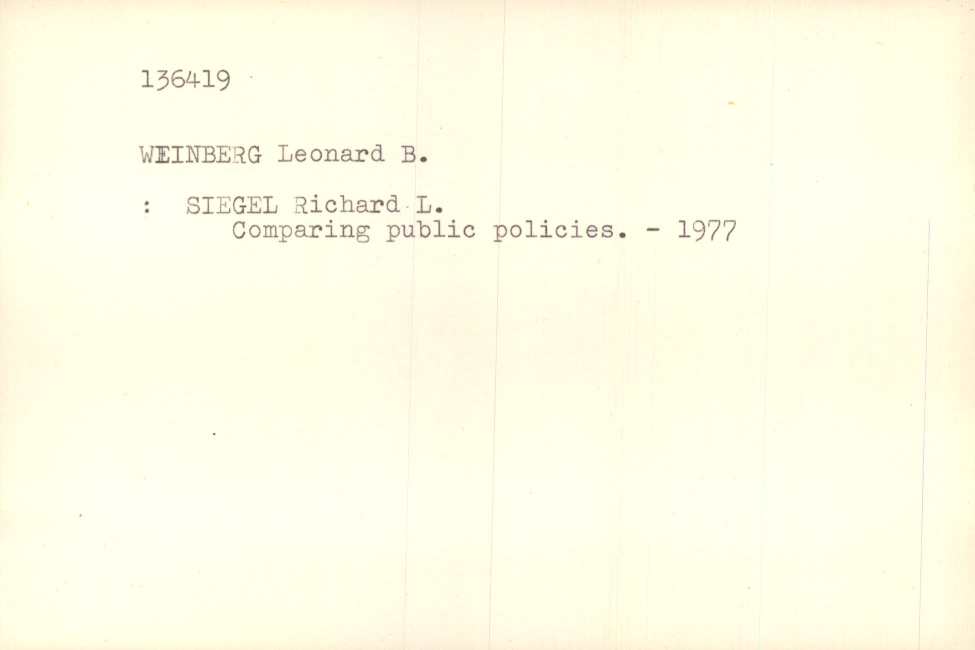 136419
WEINBERG Leonard B.
: SIEGEL Richard L.
Comparing public policies. - 1977